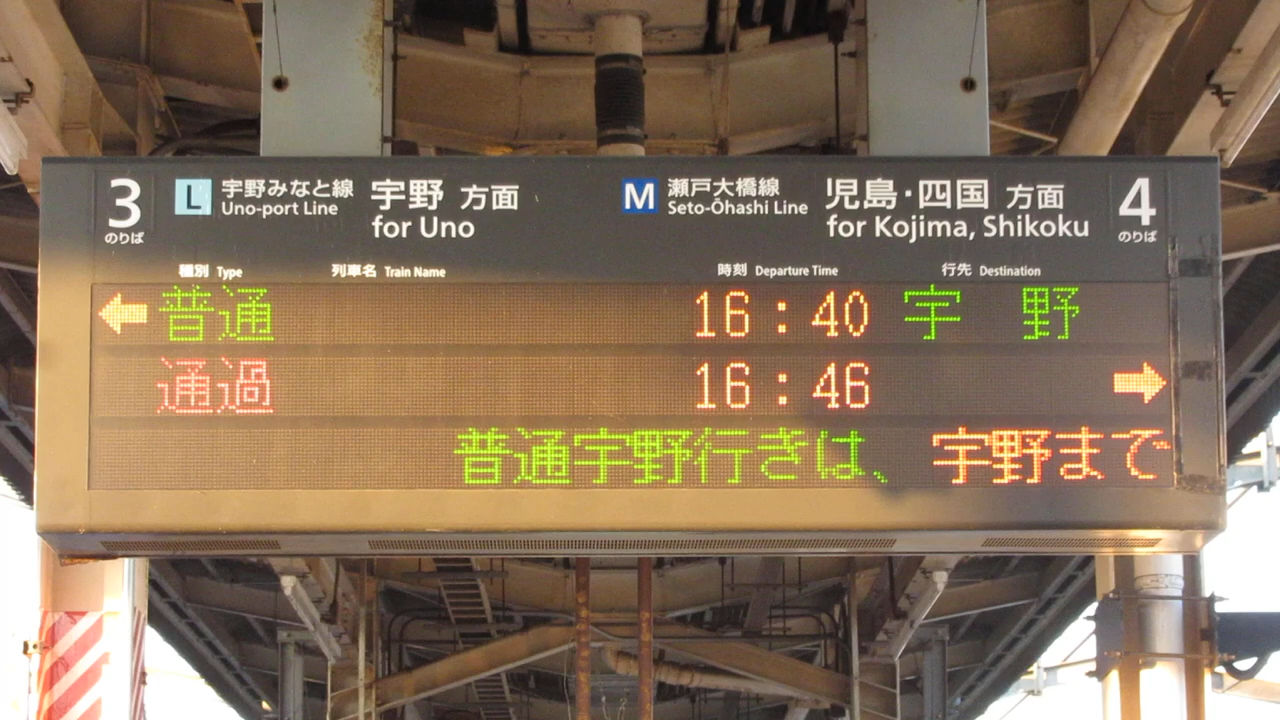 3 のりば L 宇野みなと線 Uno-port Line 宇野 方面 for Uno
M 瀬戸大橋線 Seto-Ōhashi Line 児島・四国 方面 for Kojima, Shikoku 4 のりば
種別 Type 列車名 Train Name 時刻 Departure Time 行先 Destination
← 普通 16:40 宇野
通過 16:46 →
普通宇野行きは、宇野まで